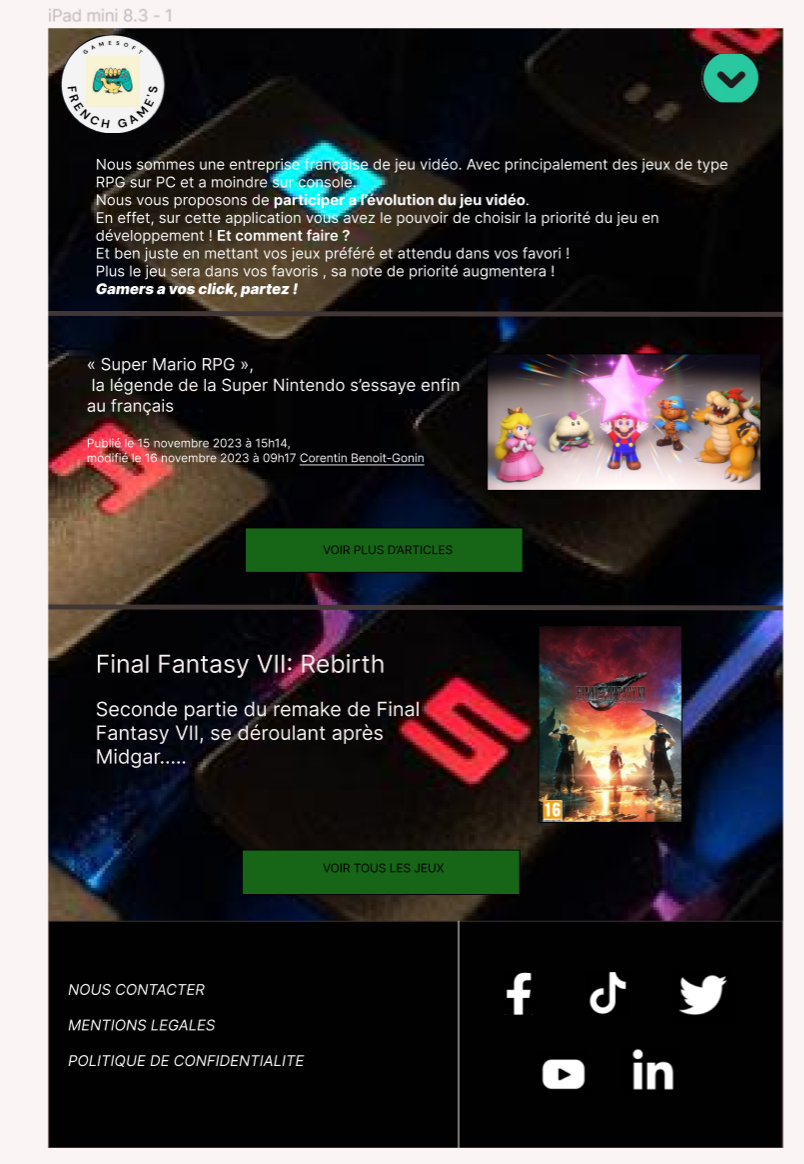 iPad mini 8.3 - 1
GAMESOFT
FRENCH GAME'S
Nous sommes une entreprise française de jeu vidéo. Avec principalement des jeux de type
RPG sur PC et a moindre sur console.
Nous vous proposons de participer a l'évolution du jeu vidéo.
En effet, sur cette application vous avez le pouvoir de choisir la priorité du jeu en
développement ! Et comment faire ?
Et ben juste en mettant vos jeux préféré et attendu dans vos favori !
Plus le jeu sera dans vos favoris , sa note de priorité augmentera !
Gamers a vos click, partez !
« Super Mario RPG »,
la légende de la Super Nintendo s'essaye enfin
au français
Publié le 15 novembre 2023 à 15h14,
modifié le 16 novembre 2023 à 09h17 Corentin Benoit-Gonin
VOIR PLUS D'ARTICLES
Final Fantasy VII: Rebirth
Seconde partie du remake de Final
Fantasy VII, se déroulant après
Midgar.....
16
VOIR TOUS LES JEUX
NOUS CONTACTER
MENTIONS LEGALES
POLITIQUE DE CONFIDENTIALITE
in